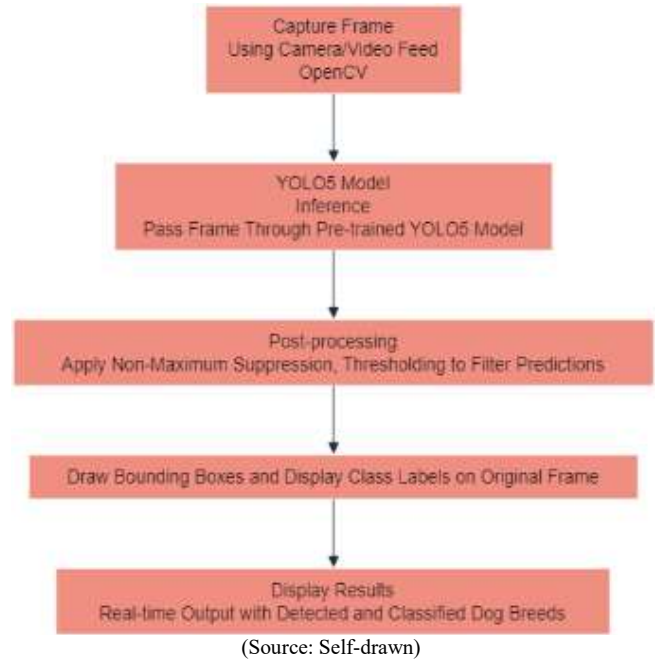 Capture Frame
Using Camera/Video Feed
OpenCV
YOLO5 Model
Inference
Pass Frame Through Pre-trained YOLO5 Model
Post-processing
Apply Non-Maximum Suppression, Thresholding to Filter Predictions
Draw Bounding Boxes and Display Class Labels on Original Frame
Display Results
Real-time Output with Detected and Classified Dog Breeds
(Source: Self-drawn)